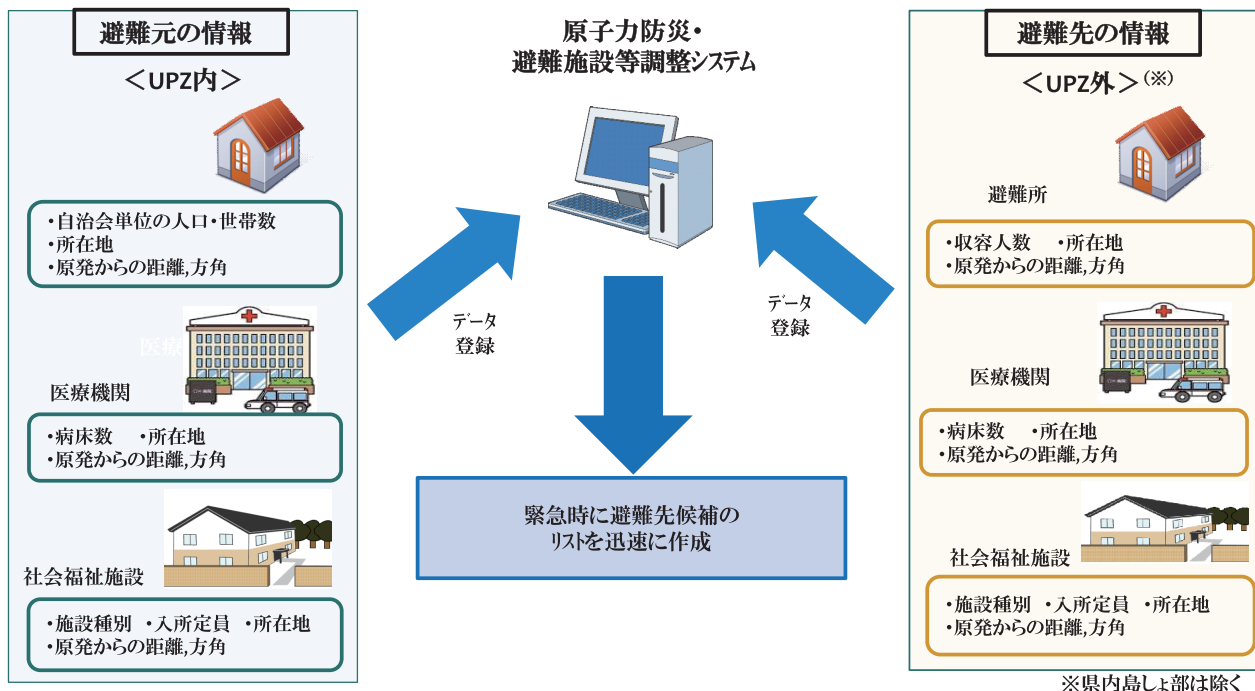 避難元の情報
＜UPZ内＞
・自治会単位の人口・世帯数
・所在地
・原発からの距離,方角
医療
医療機関
・病床数　・所在地
・原発からの距離,方角
社会福祉施設
・施設種別　・入所定員　・所在地
・原発からの距離,方角
原子力防災・
避難施設等調整システム
データ
登録
データ
登録
緊急時に避難先候補の
リストを迅速に作成
避難先の情報
＜UPZ外＞(※)
避難所
・収容人数　・所在地
・原発からの距離,方角
医療機関
・病床数　・所在地
・原発からの距離,方角
社会福祉施設
・施設種別　・入所定員　・所在地
・原発からの距離,方角
※県内島しょ部は除く